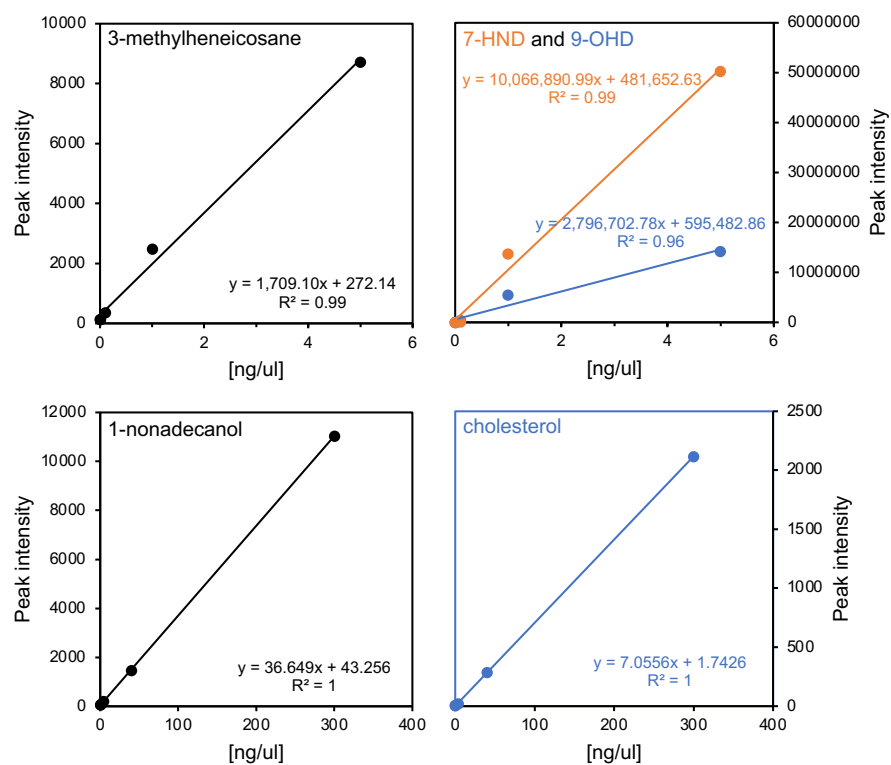 3-methylheneicosane
10000
8000
6000
4000
2000
0
Peak intensity
y = 1,709.10x + 272.14
R² = 0.99
0 2 4 6
[ng/ul]
7-HND and 9-OHD
y = 10,066,890.99x + 481,652.63
R² = 0.99
y = 2,796,702.78x + 595,482.86
R² = 0.96
60000000
50000000
40000000
30000000
20000000
10000000
0
Peak intensity
0 2 4 6
[ng/ul]
1-nonadecanol
12000
10000
8000
6000
4000
2000
0
Peak intensity
y = 36.649x + 43.256
R² = 1
0 100 200 300 400
[ng/ul]
cholesterol
2500
2000
1500
1000
500
0
Peak intensity
y = 7.0556x + 1.7426
R² = 1
0 100 200 300 400
[ng/ul]